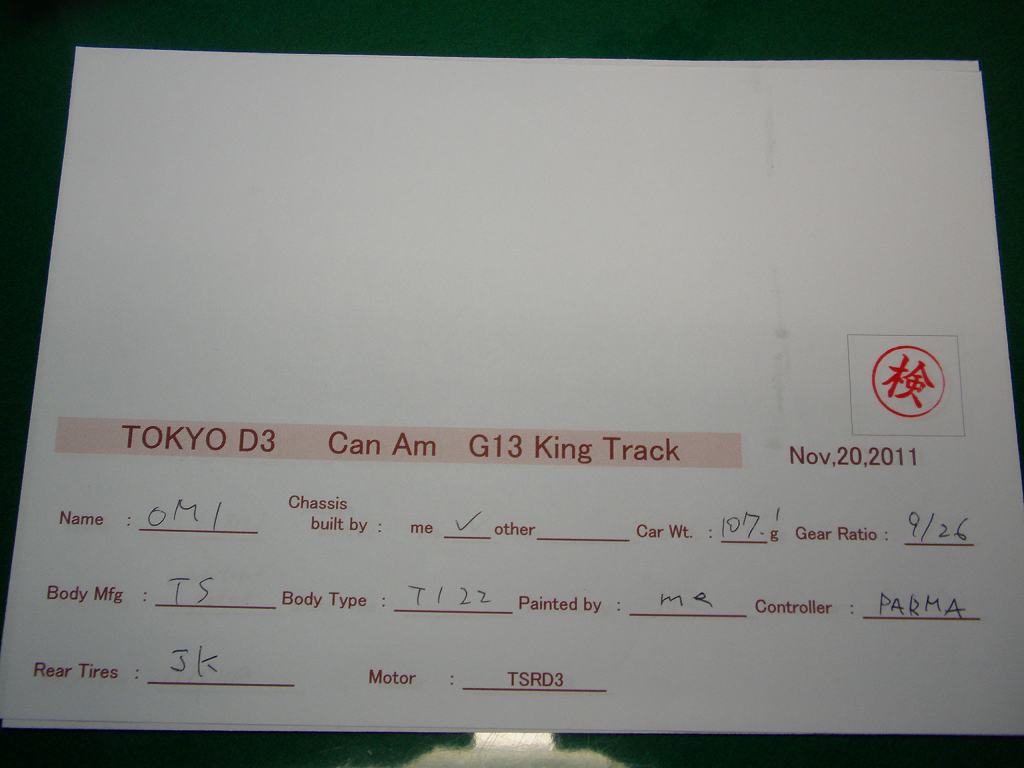 検
TOKYO D3 Can Am G13 King Track
Nov,20,2011
Name : OMI Chassis built by : me ✓ other Car Wt. : 107.1 g Gear Ratio : 9/26
Body Mfg : TS Body Type : T122 Painted by : me Controller : PARMA
Rear Tires : JK Motor : TSRD3